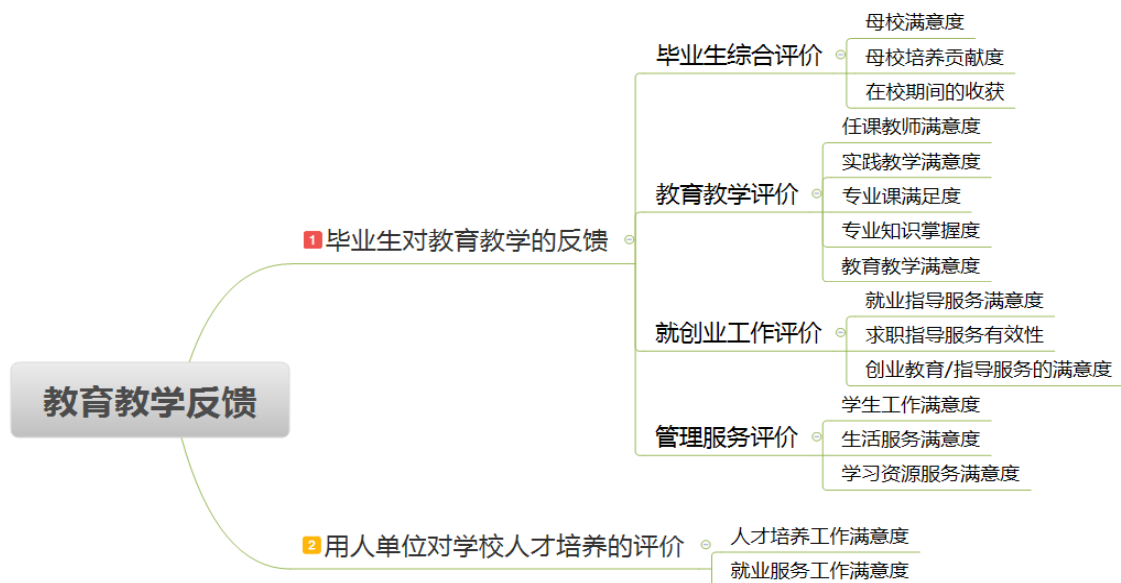 教育教学反馈
1 毕业生对教育教学的反馈
毕业生综合评价
母校满意度
母校培养贡献度
在校期间的收获
教育教学评价
任课教师满意度
实践教学满意度
专业课满足度
专业知识掌握度
教育教学满意度
就创业工作评价
就业指导服务满意度
求职指导服务有效性
创业教育/指导服务的满意度
管理服务评价
学生工作满意度
生活服务满意度
学习资源服务满意度
2 用人单位对学校人才培养的评价
人才培养工作满意度
就业服务工作满意度